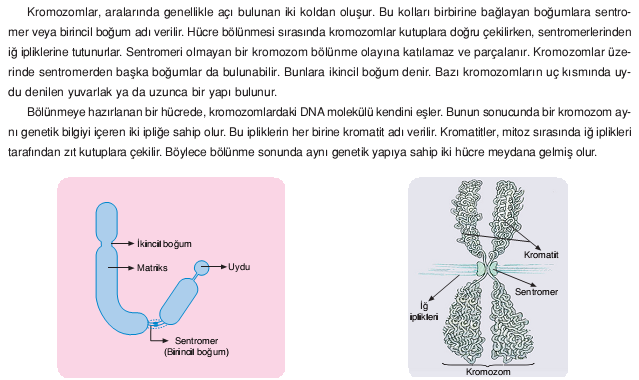 Kromozomlar, aralarında genellikle açı bulunan iki koldan oluşur. Bu kolları birbirine bağlayan boğumlara sentro-
mer veya birincil boğum adı verilir. Hücre bölünmesi sırasında kromozomlar kutuplara doğru çekilirken, sentromerlerinden
iğ ipliklerine tutunurlar. Sentromeri olmayan bir kromozom bölünme olayına katılamaz ve parçalanır. Kromozomlar üze-
rinde sentromerden başka boğumlar da bulunabilir. Bunlara ikincil boğum denir. Bazı kromozomların uç kısmında uy-
du denilen yuvarlak ya da uzunca bir yapı bulunur.
Bölünmeye hazırlanan bir hücrede, kromozomlardaki DNA molekülü kendini eşler. Bunun sonucunda bir kromozom ay-
nı genetik bilgiyi içeren iki ipliğe sahip olur. Bu ipliklerin her birine kromatit adı verilir. Kromatitler, mitoz sırasında iğ iplikleri
tarafından zıt kutuplara çekilir. Böylece bölünme sonunda aynı genetik yapıya sahip iki hücre meydana gelmiş olur.
İkincil boğum
Matriks
Uydu
Sentromer
(Birincil boğum)
Kromatit
Sentromer
İğ
iplikleri
Kromozom